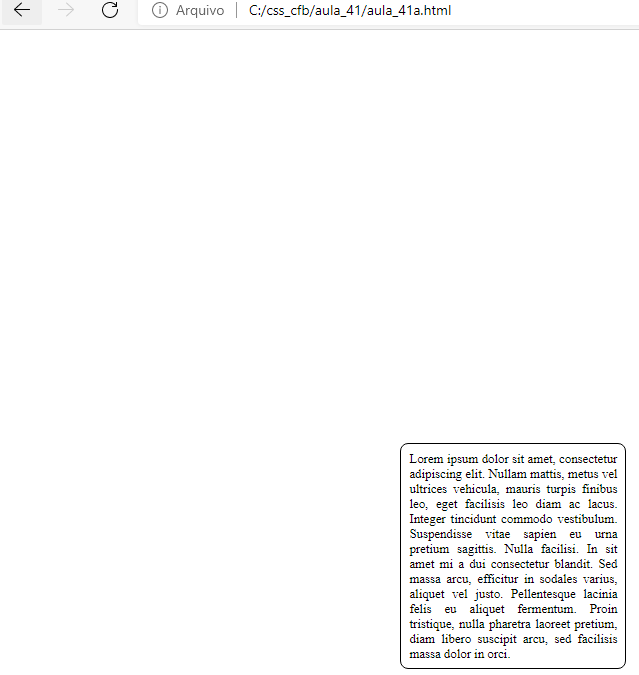 Arquivo C:/css_cfb/aula_41/aula_41a.html
Lorem ipsum dolor sit amet, consectetur
adipiscing elit. Nullam mattis, metus vel
ultrices vehicula, mauris turpis finibus
leo, eget facilisis leo diam ac lacus.
Integer tincidunt commodo vestibulum.
Suspendisse vitae sapien eu urna
pretium sagittis. Nulla facilisi. In sit
amet mi a dui consectetur blandit. Sed
massa arcu, efficitur in sodales varius,
aliquet vel justo. Pellentesque lacinia
felis eu aliquet fermentum. Proin
tristique, nulla pharetra laoreet pretium,
diam libero suscipit arcu, sed facilisis
massa dolor in orci.